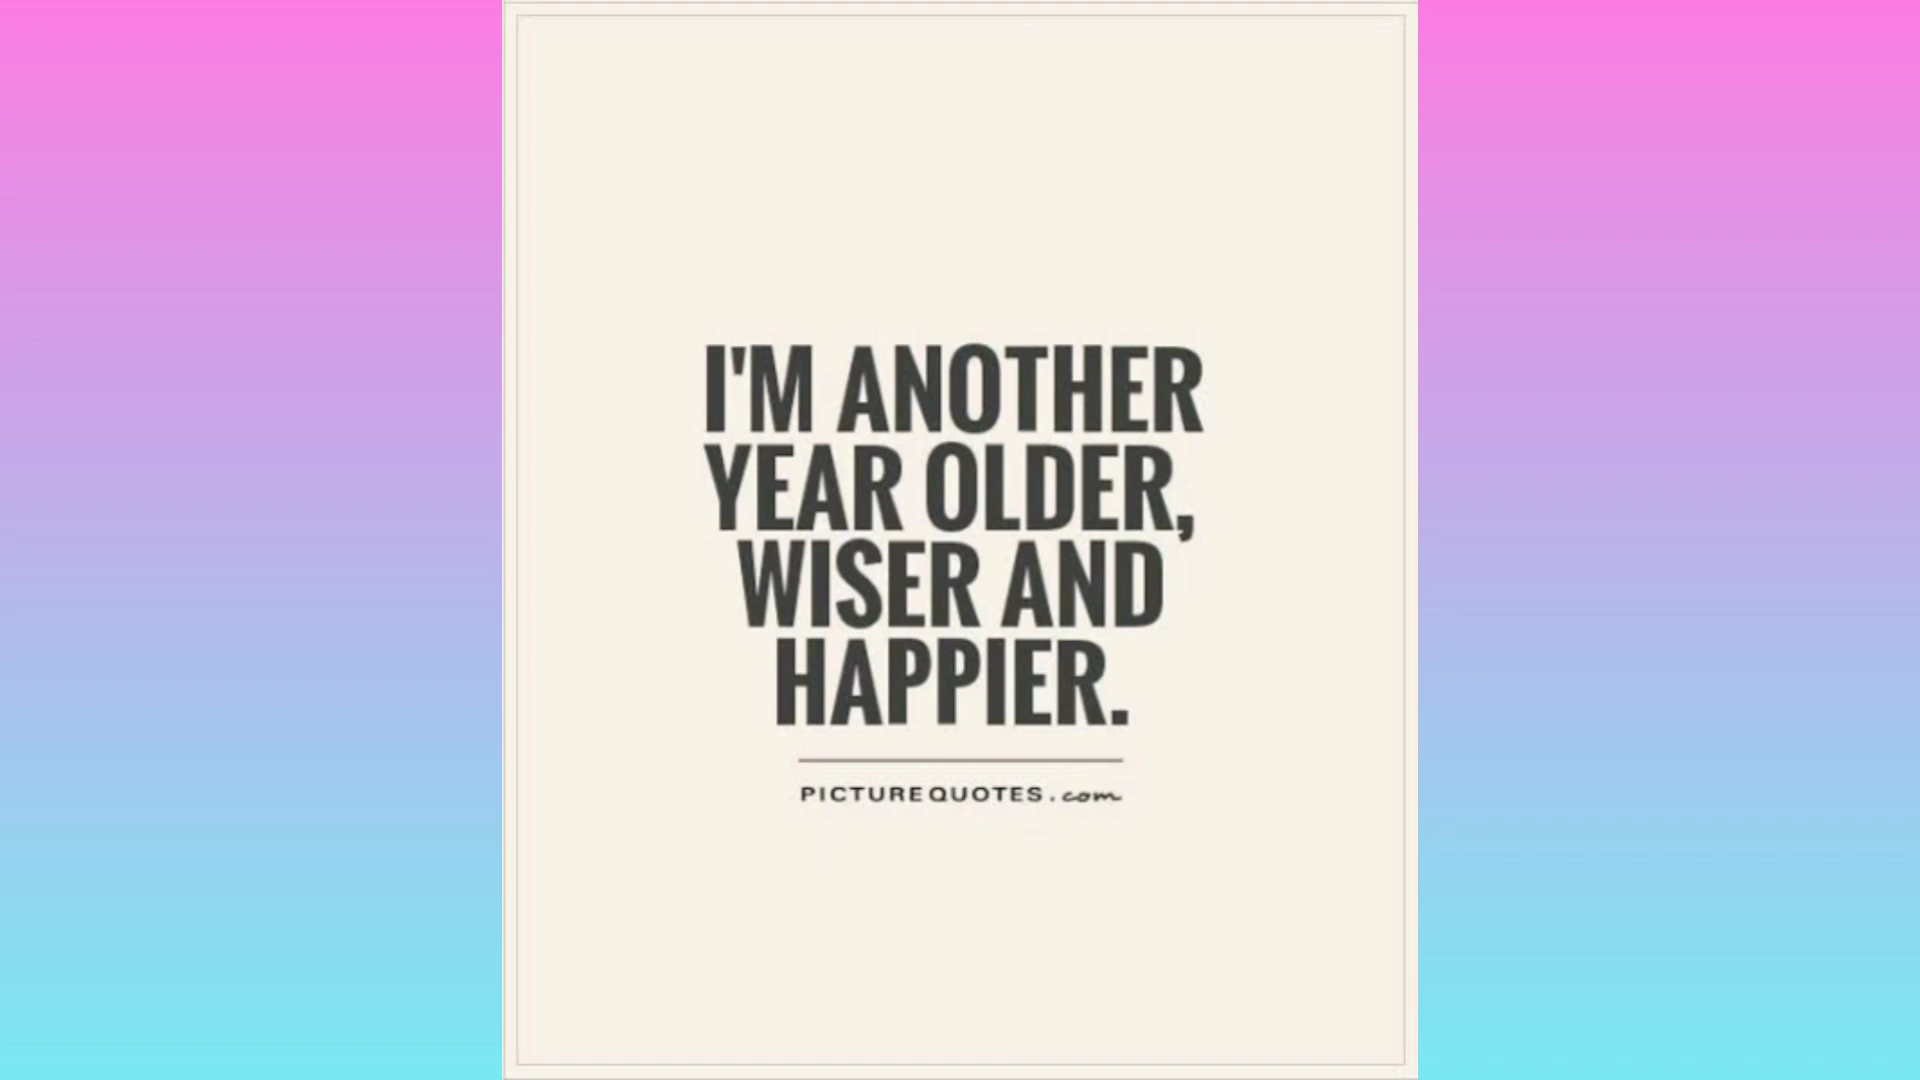 I'M ANOTHER
YEAR OLDER,
WISER AND
HAPPIER.
PICTUREQUOTES.com